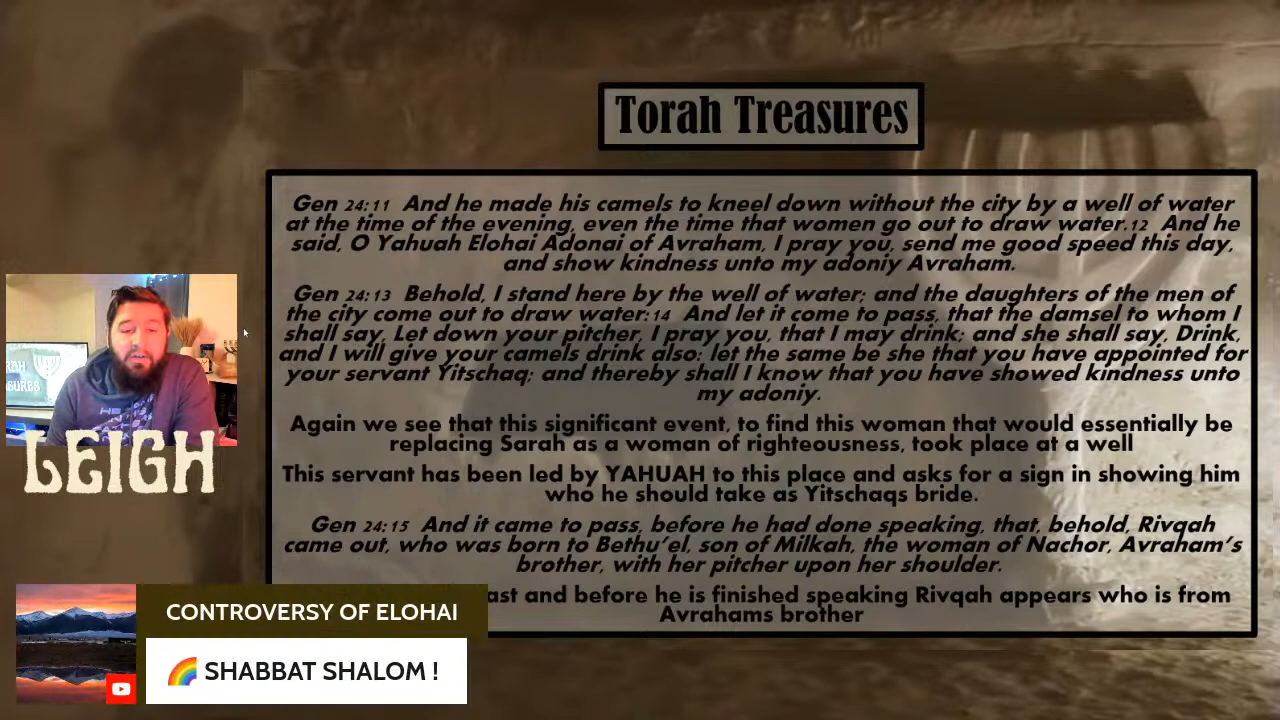 Torah Treasures
Gen 24:11 And he made his camels to kneel down without the city by a well of water
at the time of the evening, even the time that women go out to draw water.12 And he
said, O Yahuah Elohai Adonai of Avraham, I pray you, send me good speed this day,
and show kindness unto my adoniy Avraham.
Gen 24:13 Behold, I stand here by the well of water; and the daughters of the men of
the city come out to draw water:14 And let it come to pass, that the damsel to whom I
shall say, Let down your pitcher, I pray you, that I may drink; and she shall say, Drink,
and I will give your camels drink also: let the same be she that you have appointed for
your servant Yitschaq; and thereby shall I know that you have showed kindness unto
my adoniy.
Again we see that this significant event, to find this woman that would essentially be
replacing Sarah as a woman of righteousness, took place at a well
This servant has been led by YAHUAH to this place and asks for a sign in showing him
who he should take as Yitschaqs bride.
Gen 24:15 And it came to pass, before he had done speaking, that, behold, Rivqah
came out, who was born to Bethu'el, son of Milkah, the woman of Nachor, Avraham's
brother, with her pitcher upon her shoulder.
ast and before he is finished speaking Rivqah appears who is from
Avrahams brother
LEIGH
CONTROVERSY OF ELOHAI
SHABBAT SHALOM !